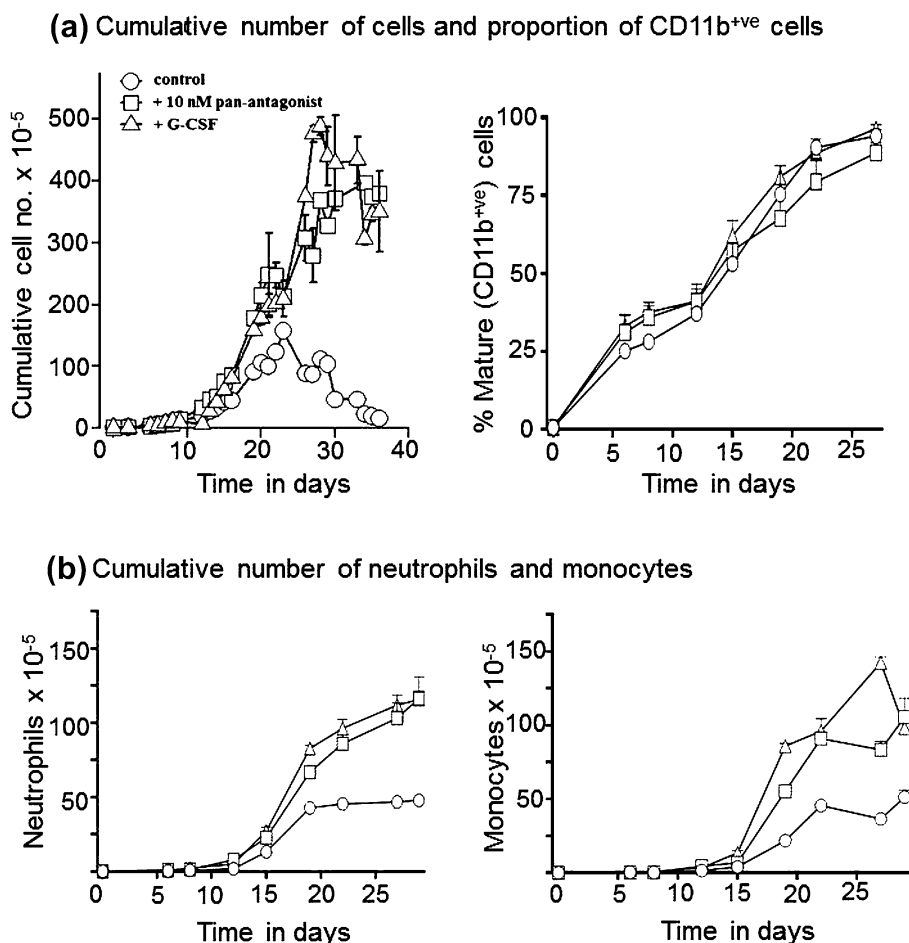 (a) Cumulative number of cells and proportion of CD11b+ve cells
control
+ 10 nM pan-antagonist
+ G-CSF
Cumulative cell no. x 10-5
500
400
300
200
100
0
0 10 20 30 40
Time in days
% Mature (CD11b+ve) cells
100
75
50
25
0
0 5 10 15 20 25
Time in days
(b) Cumulative number of neutrophils and monocytes
Neutrophils x 10-5
150
100
50
0 5 10 15 20 25
Time in days
Monocytes x 10-5
150
100
50
0 5 10 15 20 25
Time in days